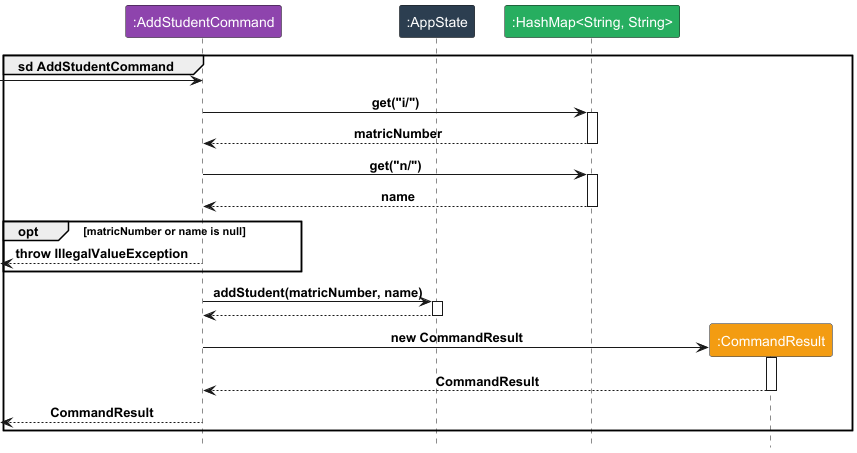 :AddStudentCommand
:AppState
:HashMap<String, String>
sd AddStudentCommand
get("i/")
matricNumber
get("n/")
name
opt
[matricNumber or name is null]
throw IllegalValueException
addStudent(matricNumber, name)
new CommandResult
:CommandResult
CommandResult
CommandResult